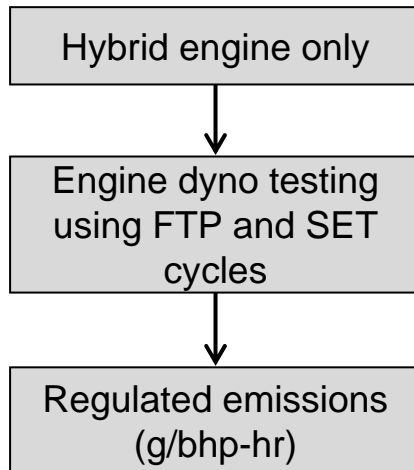 Hybrid engine only
Engine dyno testing
using FTP and SET
cycles
Regulated emissions
(g/bhp-hr)